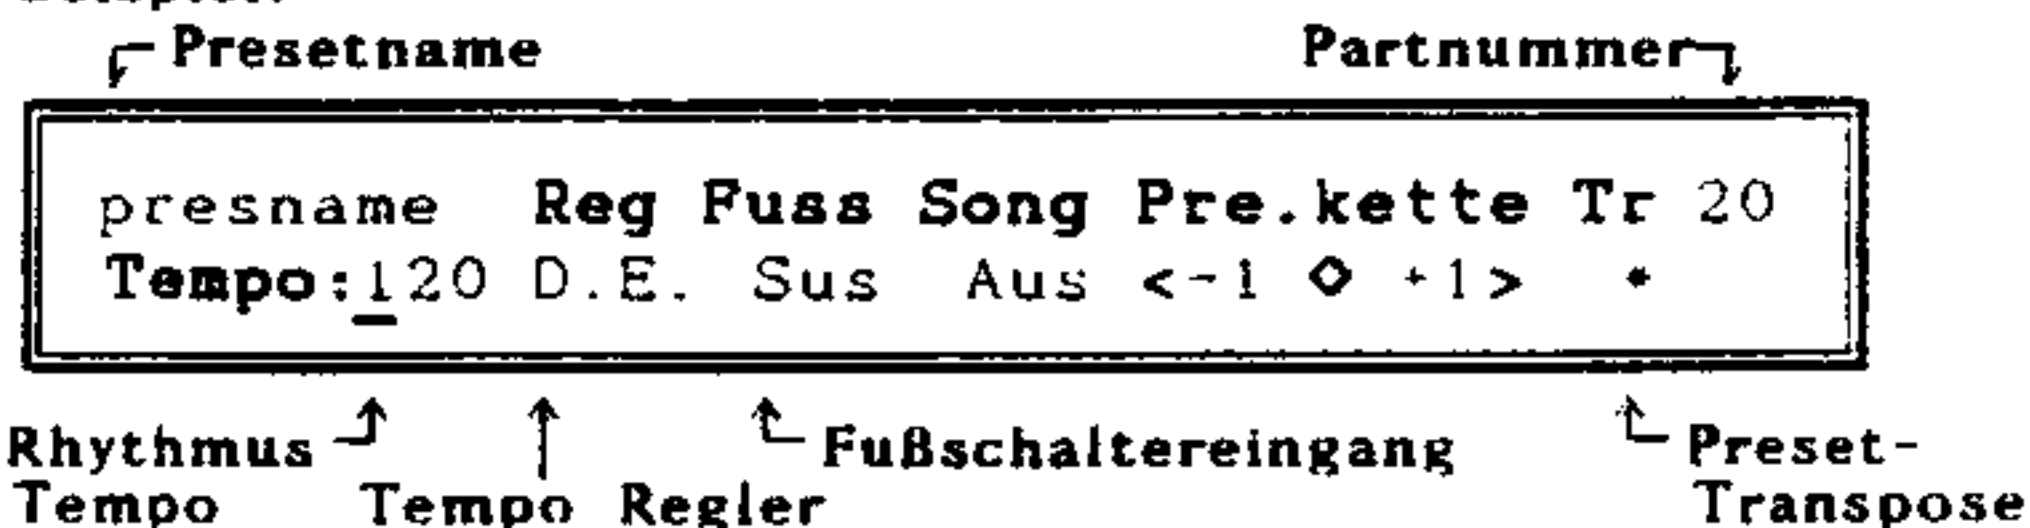 Presetname Partnummer
presname Reg Fuss Song Pre.kette Tr 20
Tempo:120 D.E. Sus Aus <-1 ◇ +1> •
Rhythmus Fußschaltereingang Preset-
Tempo Tempo Regler Transpose